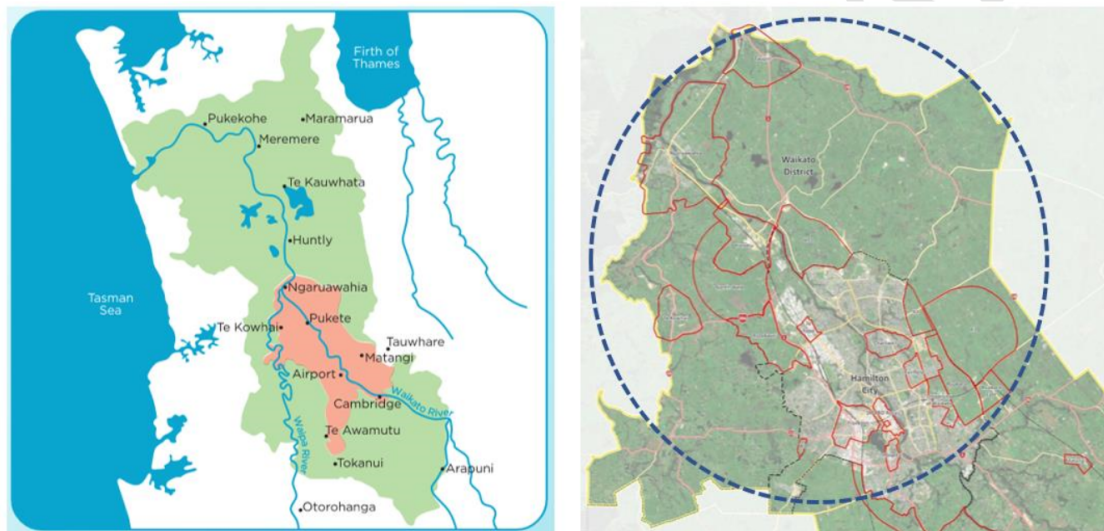 Firth of
Thames
Pukekohe
Maramarua
Meremere
Te Kauwhata
Huntly
Tasman
Sea
Ngaruawahia
Te Kowhai
Pukete
Tauwhare
Matangi
Airport
Cambridge
Waikato River
Te Awamutu
Waipa River
Tokanui
Arapuni
Otorohanga
Waikato
District
Hamilton
City